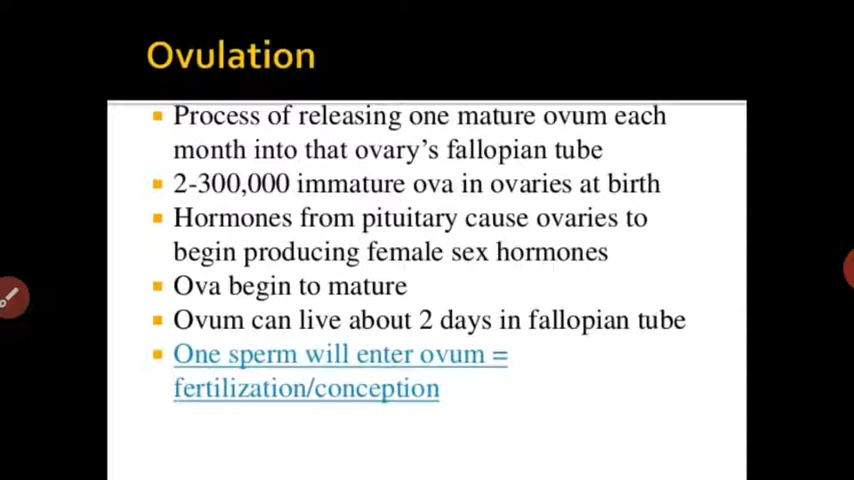 Ovulation
Process of releasing one mature ovum each
month into that ovary's fallopian tube
2-300,000 immature ova in ovaries at birth
Hormones from pituitary cause ovaries to
begin producing female sex hormones
Ova begin to mature
Ovum can live about 2 days in fallopian tube
One sperm will enter ovum =
fertilization/conception